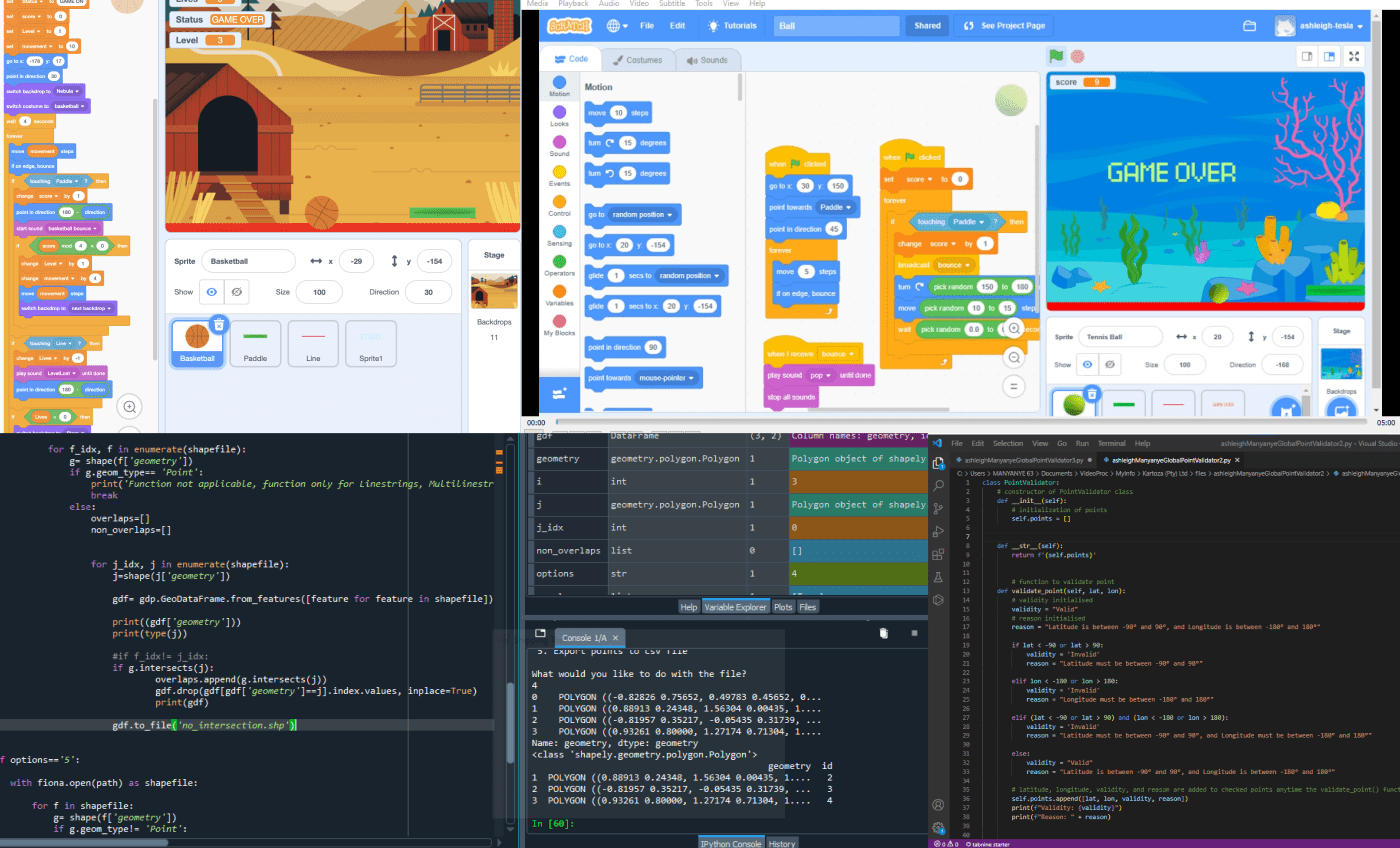 set Status to GAME ON
set score to 0
set Level to 0
set movement to 10
go to x: -178 y: 17
point in direction 30
switch backdrop to Nebula
switch costume to basketball
wait 4 seconds
forever
move movement steps
if on edge, bounce
if touching Paddle ? then
change score by 1
point in direction 180 - direction
start sound basketball bounce
if score mod 4 = 0 then
change Level by 1
change movement by 4
move movement steps
switch backdrop to next backdrop
if touching Line ? then
change Lives by -1
play sound LevelLost until done
point in direction 180 - direction
if Lives = 0 then
Lives
Status GAME OVER
Level 3
Sprite Basketball x -29 y -154
Show Size 100 Direction 30
Basketball Paddle Line Sprite1
Stage
Backdrops
11
Media Playback Audio Video Subtitle Tools View Help
SCRATCH File Edit Tutorials Ball Shared See Project Page ashleigh-tesla
Code Costumes Sounds
Motion
Looks
Sound
Events
Control
Sensing
Operators
Variables
My Blocks
Motion
move 10 steps
turn 15 degrees
turn 15 degrees
go to random position
go to x: 20 y: -154
glide 1 secs to random position
glide 1 secs to x: 20 y: -154
point in direction 90
point towards mouse-pointer
when clicked
go to x: 30 y: 150
point towards Paddle
point in direction 45
forever
move 5 steps
if on edge, bounce
when I receive bounce
play sound pop until done
stop all sounds
when clicked
set score to 0
forever
if touching Paddle ? then
change score by 1
broadcast bounce
turn pick random 150 to 180
move pick random 10 to 15 steps
wait pick random 0.0 to
score 9
GAME OVER
Sprite Tennis Ball x 20 y -154
Show Size 100 Direction -168
Stage
Backdrops
00:00 05:00
for f_idx, f in enumerate(shapefile):
g= shape(f['geometry'])
if g.geom_type== 'Point':
print('Function not applicable, function only for Linestrings, Multilinestr
break
else:
overlaps=[]
non_overlaps=[]
for j_idx, j in enumerate(shapefile):
j=shape(j['geometry'])
gdf= gdp.GeoDataFrame.from_features([feature for feature in shapefile])
print((gdf['geometry']))
print(type(j))
#if f_idx!= j_idx:
if g.intersects(j):
overlaps.append(g.intersects(j))
gdf.drop(gdf[gdf['geometry']==j].index.values, inplace=True)
print(gdf)
gdf.to_file('no_intersection.shp')
f options=='5':
with fiona.open(path) as shapefile:
for f in shapefile:
g= shape(f['geometry'])
if g.geom_type!= 'Point':
gdf DataFrame (3, 2) Column names: geometry, i
geometry geometry.polygon.Polygon 1 Polygon object of shapely
i int 1 3
j geometry.polygon.Polygon 1 Polygon object of shapely
j_idx int 1 0
non_overlaps list 0 []
options str 1 4
Help Variable Explorer Plots Files
Console 1/A
5. Export points to csv file
What would you like to do with the file?
4
0 POLYGON ((-0.82826 0.75652, 0.49783 0.45652, 0...
1 POLYGON ((0.88913 0.24348, 1.56304 0.00435, 1....
2 POLYGON ((-0.81957 0.35217, -0.05435 0.31739, ...
3 POLYGON ((0.93261 0.80000, 1.27174 0.71304, 1....
Name: geometry, dtype: geometry
<class 'shapely.geometry.polygon.Polygon'>
geometry id
1 POLYGON ((0.88913 0.24348, 1.56304 0.00435, 1.... 2
2 POLYGON ((-0.81957 0.35217, -0.05435 0.31739, ... 3
3 POLYGON ((0.93261 0.80000, 1.27174 0.71304, 1.... 4
In [60]:
IPython Console History
File Edit Selection View Go Run Terminal Help ashleighManyanyeGlobalPointValidator2.py - Visual Studio
ashleighManyanyeGlobalPointValidator3.py ashleighManyanyeGlobalPointValidator2.py
C: > Users > MANYANYE 63 > Documents > VideoProc > MyInfo > Kartoza (Pty) Ltd > files > ashleighManyanyeGlobalPointValidator2 > ashleighManyanyeG
1 class PointValidator:
2 # constructor of PointValidator class
3 def __init__(self):
4 # initialization of points
5 self.points = []
6
7
8 def __str__(self):
9 return f'{self.points}'
10
11
12 # function to validate point
13 def validate_point(self, lat, lon):
14 # validity initialised
15 validity = "Valid"
16 # reason initialised
17 reason = "Latitude is between -90° and 90°, and Longitude is between -180° and 180°"
18
19 if lat < -90 or lat > 90:
20 validity = 'Invalid'
21 reason = "Latitude must be between -90° and 90°"
22
23 elif lon < -180 or lon > 180:
24 validity = 'Invalid'
25 reason = "Longitude must be between -180° and 180°"
26
27 elif (lat < -90 or lat > 90) and (lon < -180 or lon > 180):
28 validity = 'Invalid'
29 reason = "Latitude must be between -90° and 90°, and Longitude must be between -180° and 180°"
30
31 else:
32 validity = "Valid"
33 reason = "Latitude is between -90° and 90°, and Longitude is between -180° and 180°"
34
35 # latitude, longitude, validity, and reason are added to checked points anytime the validate_point() funct
36 self.points.append([lat, lon, validity, reason])
37 print(f"Validity: {validity}")
38 print(f"Reason: " + reason)
39
40
0 0 tabnine starter